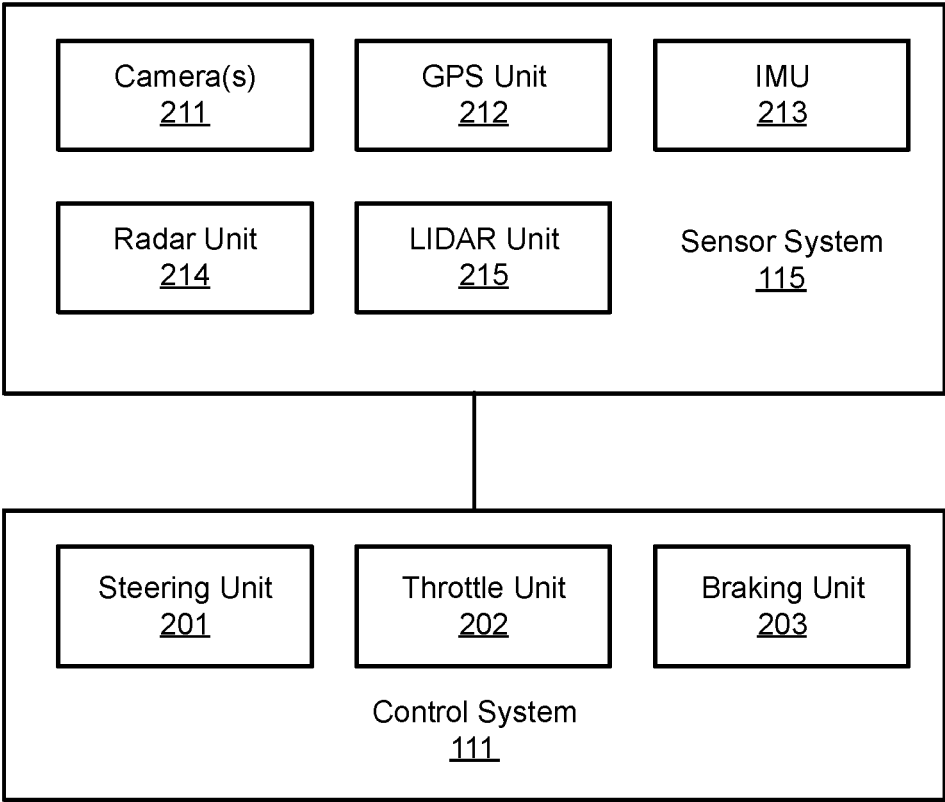 Camera(s)
211
GPS Unit
212
IMU
213
Radar Unit
214
LIDAR Unit
215
Sensor System
115
Steering Unit
201
Throttle Unit
202
Braking Unit
203
Control System
111